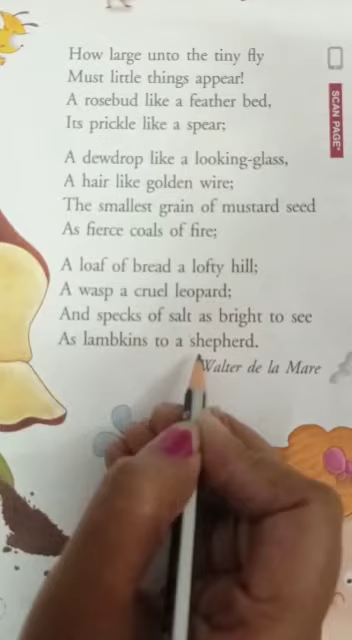 How large unto the tiny fly
Must little things appear!
A rosebud like a feather bed,
Its prickle like a spear;
A dewdrop like a looking-glass,
A hair like golden wire;
The smallest grain of mustard seed
As fierce coals of fire;
A loaf of bread a lofty hill;
A wasp a cruel leopard;
And specks of salt as bright to see
As lambkins to a shepherd.
Walter de la Mare
SCAN PAGE